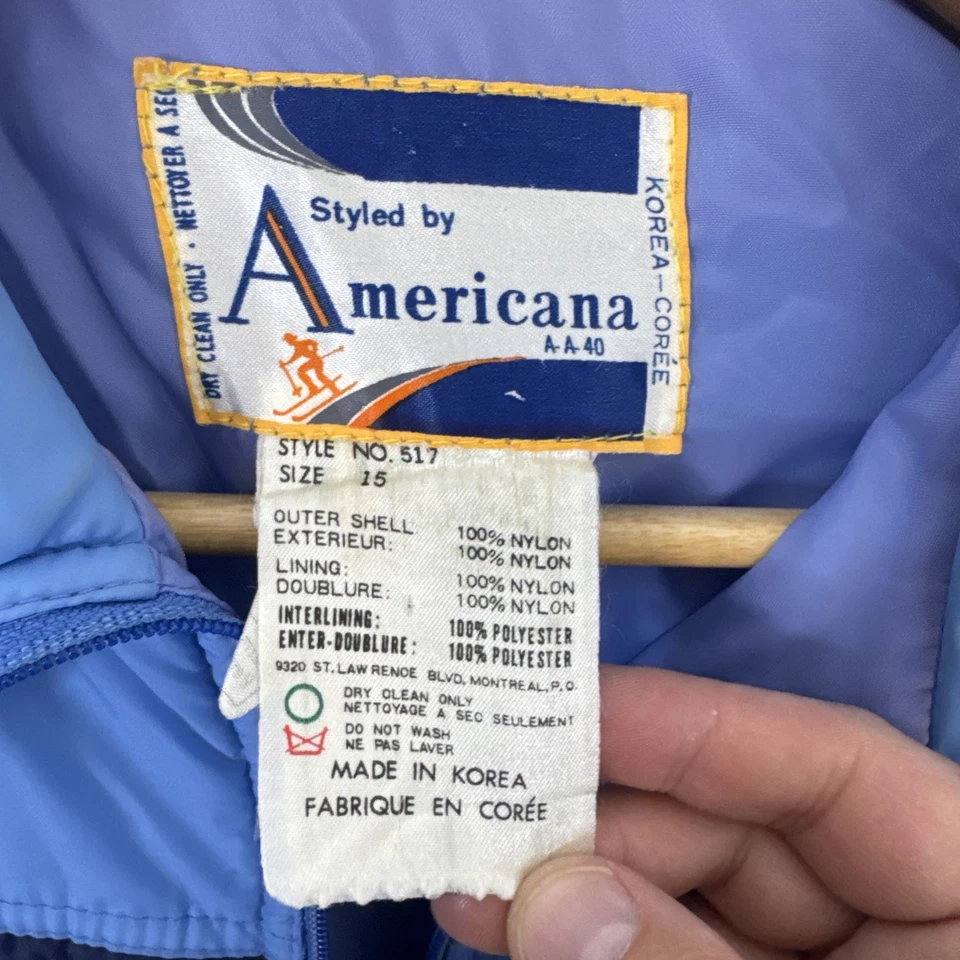 DRY CLEAN ONLY · NETTOYER A SEC
Styled by
Americana
A-A-40
KOREA–CORÉE
STYLE NO. 517
SIZE 15
OUTER SHELL 100% NYLON
EXTERIEUR: 100% NYLON
LINING: 100% NYLON
DOUBLURE: 100% NYLON
INTERLINING: 100% POLYESTER
ENTER-DOUBLURE: 100% POLYESTER
9320 ST. LAWRENCE BLVD, MONTREAL, P.Q.
DRY CLEAN ONLY
NETTOYAGE A SEC SEULEMENT
DO NOT WASH
NE PAS LAVER
MADE IN KOREA
FABRIQUE EN CORÉE